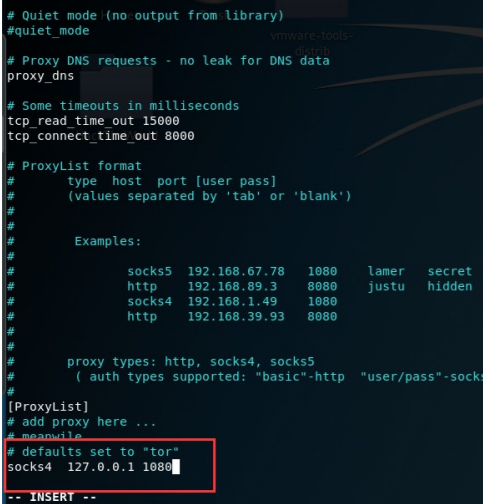 # Quiet mode (no output from library)
#quiet_mode
vmware-tools-
distrib
# Proxy DNS requests - no leak for DNS data
proxy_dns
# Some timeouts in milliseconds
tcp_read_time_out 15000
tcp_connect_time_out 8000
# ProxyList format
#       type  host  port [user pass]
#       (values separated by 'tab' or 'blank')
#
#
#        Examples:
#
#               socks5  192.168.67.78   1080    lamer   secret
#               http    192.168.89.3    8080    justu   hidden
#               socks4  192.168.1.49    1080
#               http    192.168.39.93   8080
#
#
#       proxy types: http, socks4, socks5
#        ( auth types supported: "basic"-http  "user/pass"-socks
#
[ProxyList]
# add proxy here ...
# meanwile
# defaults set to "tor"
socks4  127.0.0.1 1080
-- INSERT --